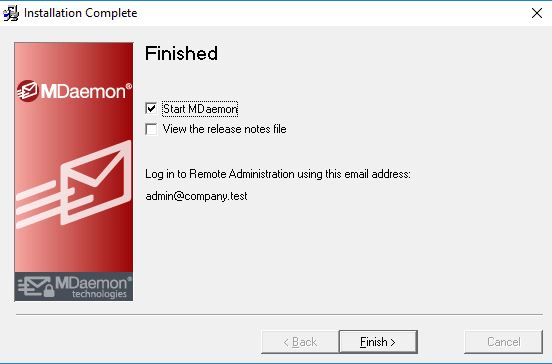 Installation Complete
Finished
MDaemon®
Start MDaemon
View the release notes file
Log in to Remote Administration using this email address:
admin@company.test
MDaemon®
technologies
< Back
Finish >
Cancel